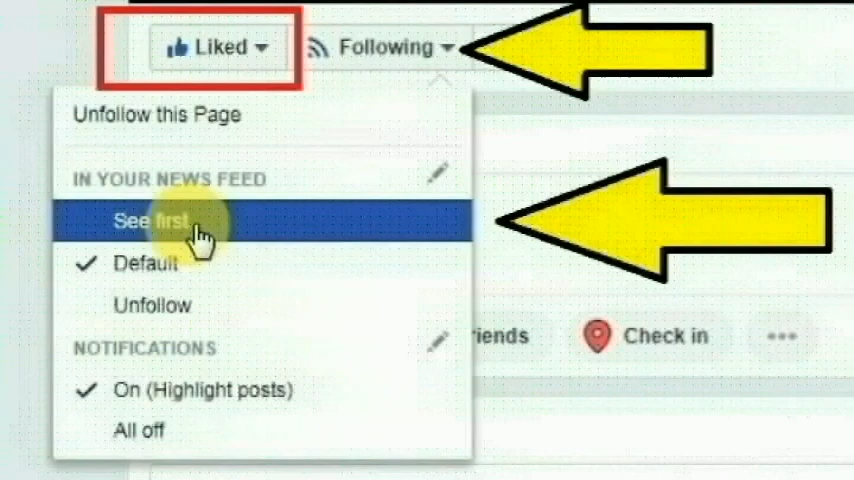 Liked
Following
Unfollow this Page
IN YOUR NEWS FEED
See first
Default
Unfollow
riends
Check in
NOTIFICATIONS
On (Highlight posts)
All off